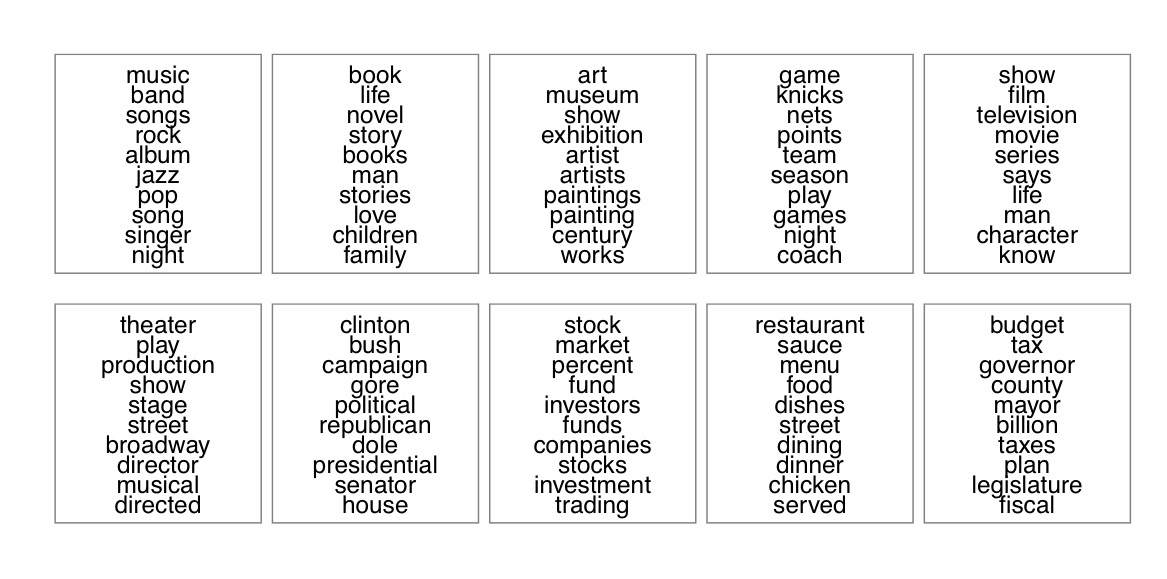 music
band
songs
rock
album
jazz
pop
song
singer
night
book
life
novel
story
books
man
stories
love
children
family
art
museum
show
exhibition
artist
artists
paintings
painting
century
works
game
knicks
nets
points
team
season
play
games
night
coach
show
film
television
movie
series
says
life
man
character
know
theater
play
production
show
stage
street
broadway
director
musical
directed
clinton
bush
campaign
gore
political
republican
dole
presidential
senator
house
stock
market
percent
fund
investors
funds
companies
stocks
investment
trading
restaurant
sauce
menu
food
dishes
street
dining
dinner
chicken
served
budget
tax
governor
county
mayor
billion
taxes
plan
legislature
fiscal